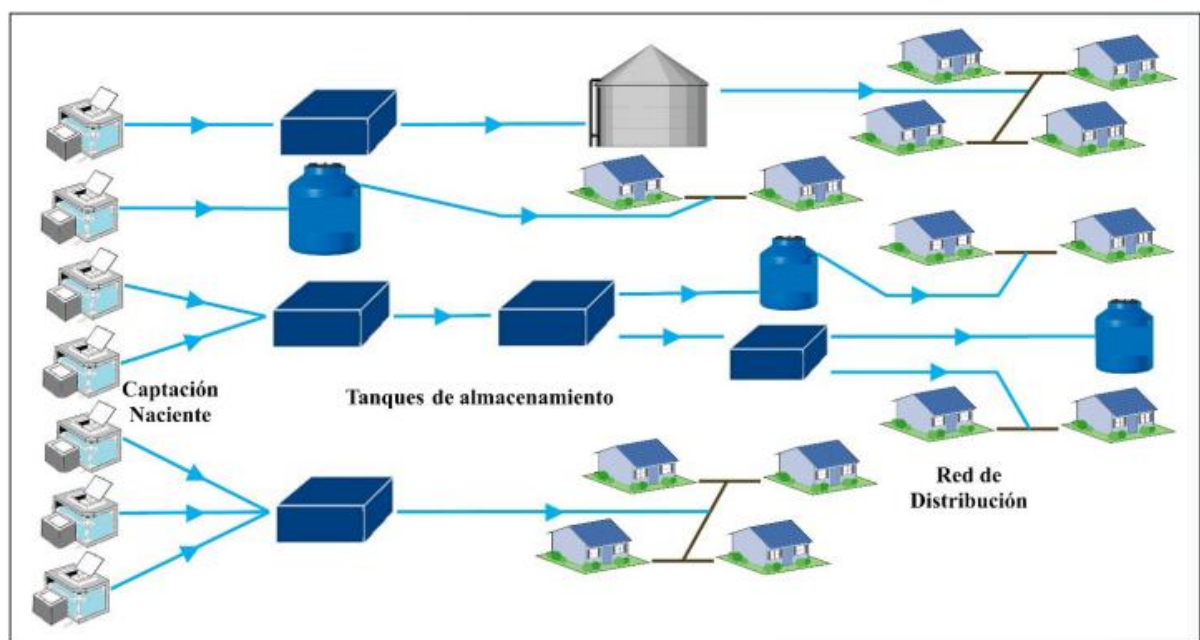 Captación
Naciente
Tanques de almacenamiento
Red de
Distribución